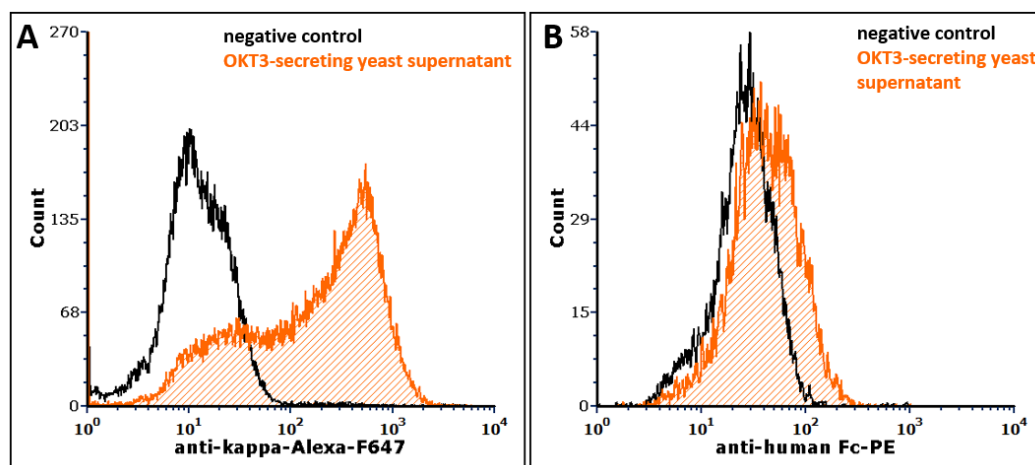 A
negative control
OKT3-secreting yeast supernatant
270
203
135
68
0
Count
10^0
10^1
10^2
10^3
10^4
anti-kappa-Alexa-F647
B
negative control
OKT3-secreting yeast
supernatant
58
44
29
15
0
Count
10^0
10^1
10^2
10^3
10^4
anti-human Fc-PE